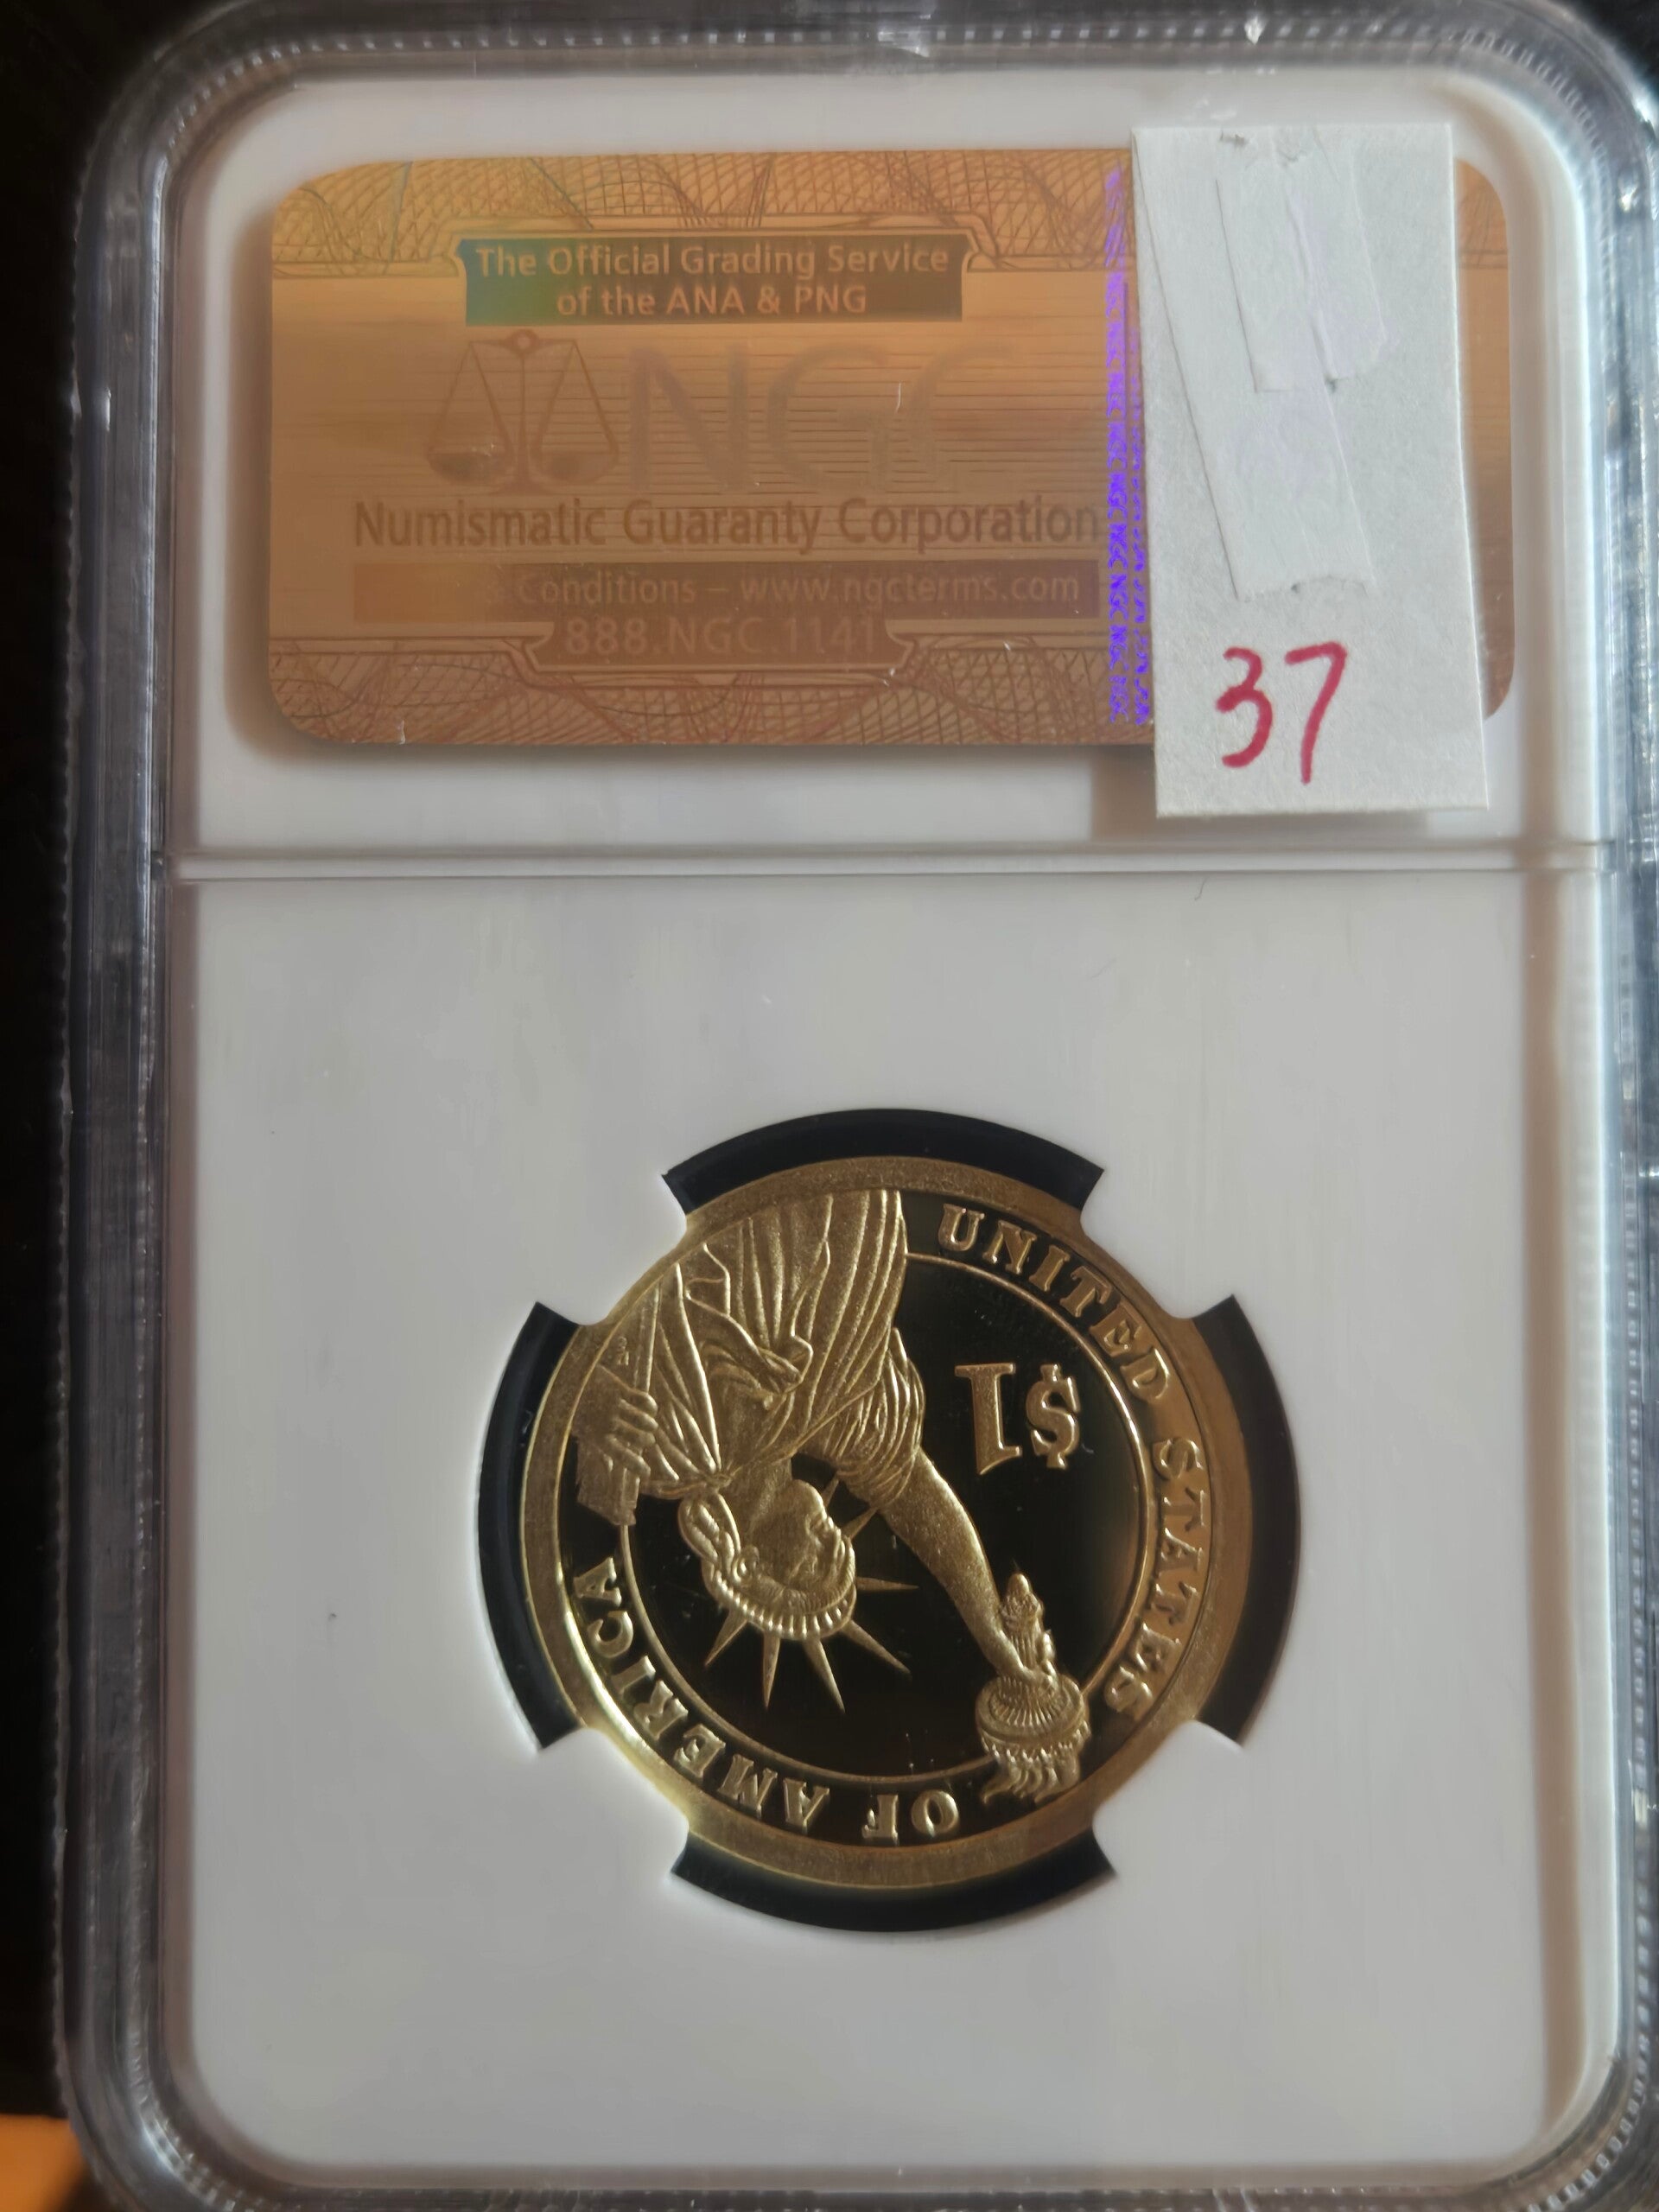 The Official Grading Service
of the ANA & PNG
NGC
Numismatic Guaranty Corporation
& Conditions – www.ngcterms.com
888.NGC.1141
37
UNITED STATES OF AMERICA
$1